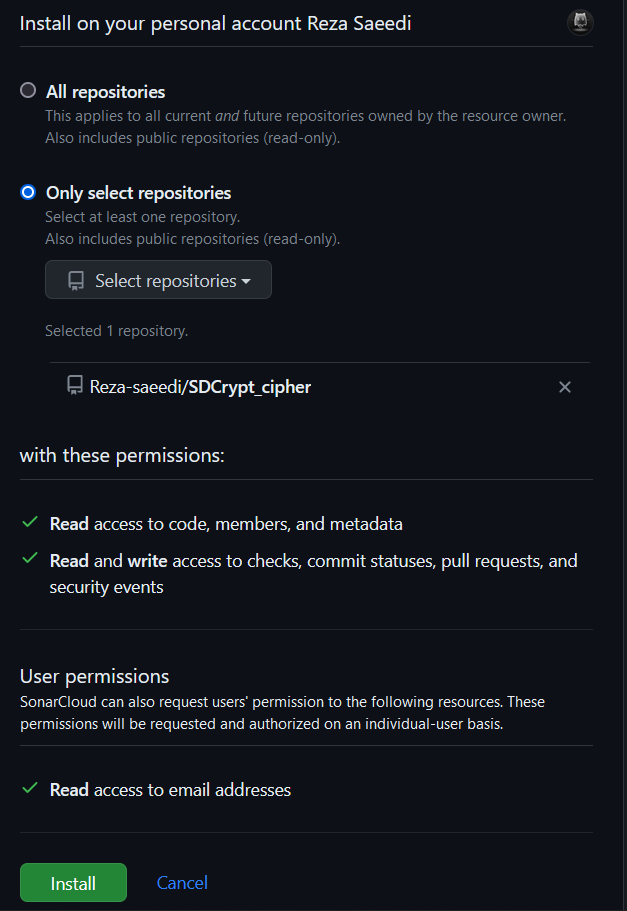 Install on your personal account Reza Saeedi
All repositories
This applies to all current and future repositories owned by the resource owner.
Also includes public repositories (read-only).
Only select repositories
Select at least one repository.
Also includes public repositories (read-only).
Select repositories
Selected 1 repository.
Reza-saeedi/SDCrypt_cipher
with these permissions:
Read access to code, members, and metadata
Read and write access to checks, commit statuses, pull requests, and
security events
User permissions
SonarCloud can also request users' permission to the following resources. These
permissions will be requested and authorized on an individual-user basis.
Read access to email addresses
Install Cancel